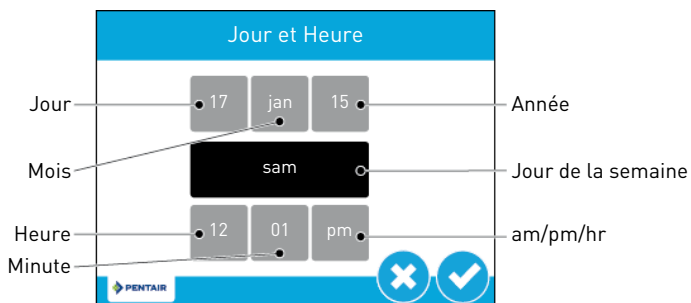 Jour et Heure
Jour 17 jan 15 Année
Mois sam Jour de la semaine
Heure 12 01 pm am/pm/hr
Minute
PENTAIR